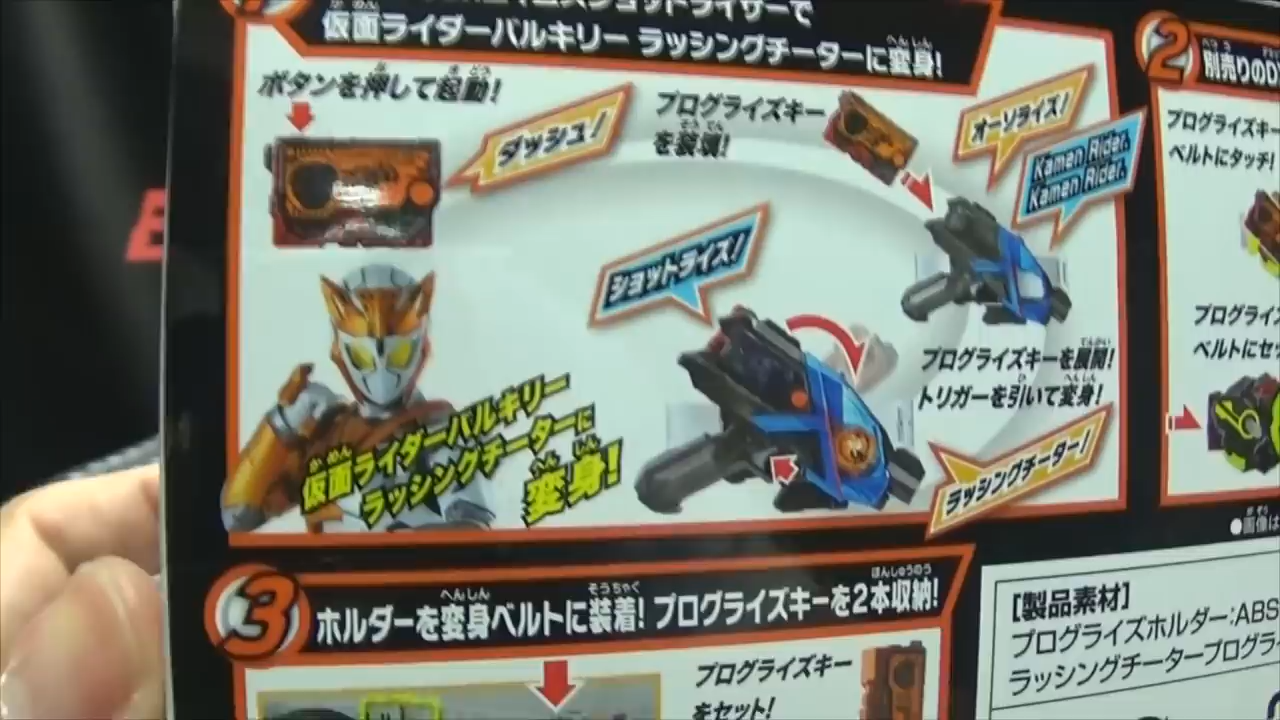 ショットライザーで
仮面ライダーバルキリー ラッシングチーターに変身!
ボタンを押して起動!
ダッシュ!
プログライズキー
を装填!
オーソライズ!
Kamen Rider.
Kamen Rider.
ショットライズ!
プログライズキーを展開!
トリガーを引いて変身!
ラッシングチーター!
仮面ライダーバルキリー
ラッシングチーターに
変身!
2
別売りのD
プログライズキー
ベルトにタッチ!
プログライズ
ベルトにセッ
●画像は
3
ホルダーを変身ベルトに装着! プログライズキーを2本収納!
プログライズキー
をセット!
【製品素材】
プログライズホルダー:ABS
ラッシングチータープログラ